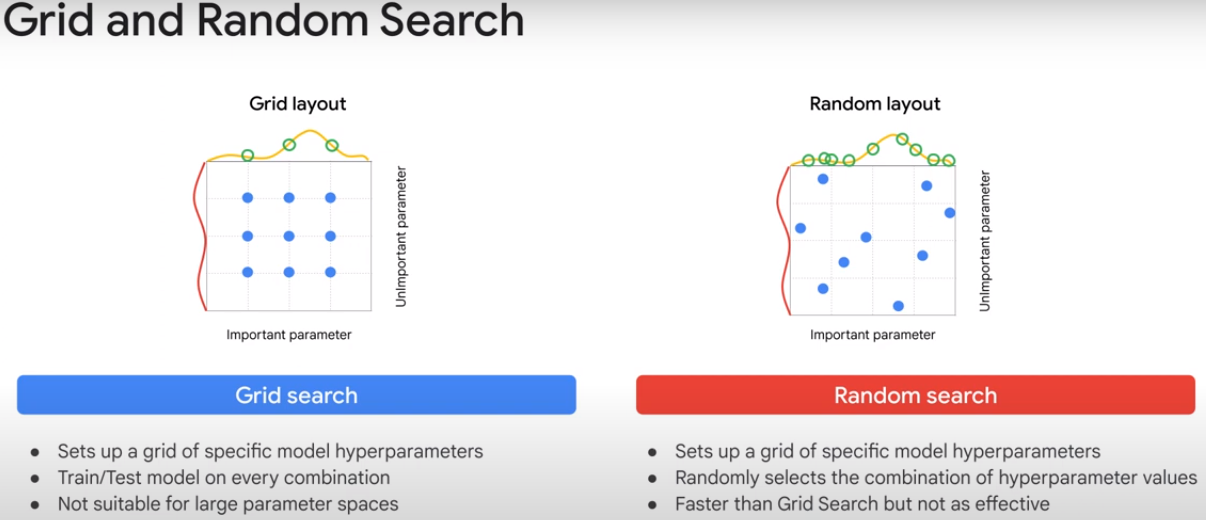 Grid and Random Search
Grid layout
UnImportant parameter
Important parameter
Grid search
Sets up a grid of specific model hyperparameters
Train/Test model on every combination
Not suitable for large parameter spaces
Random layout
UnImportant parameter
Important parameter
Random search
Sets up a grid of specific model hyperparameters
Randomly selects the combination of hyperparameter values
Faster than Grid Search but not as effective